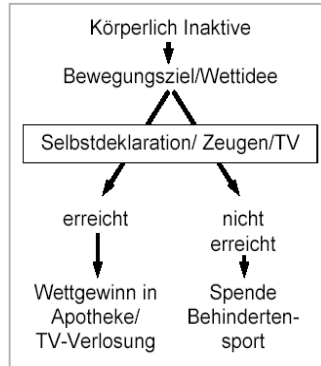 Körperlich Inaktive
Bewegungsziel/Wettidee
Selbstdeklaration/ Zeugen/TV
erreicht
nicht
erreicht
Wettgewinn in
Apotheke/
TV-Verlosung
Spende
Behinderten-
sport